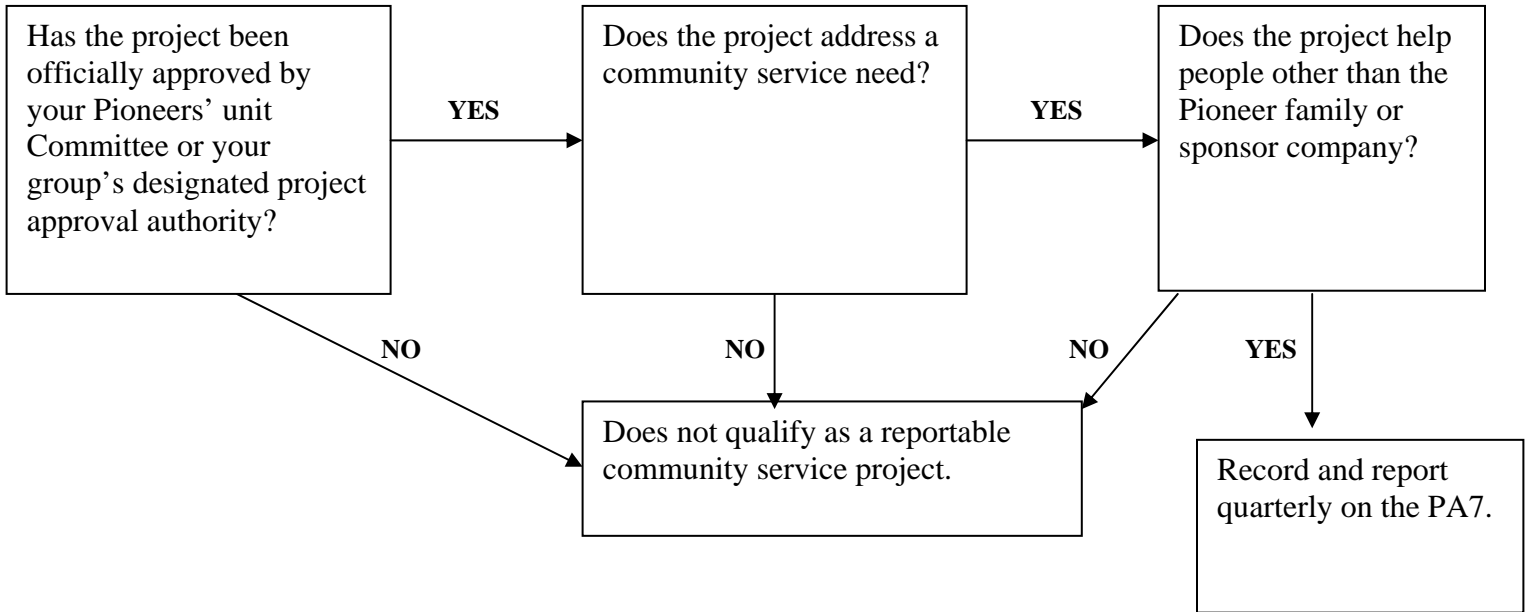 Has the project been
officially approved by
your Pioneers’ unit
Committee or your
group’s designated project
approval authority?
YES
Does the project address a
community service need?
YES
Does the project help
people other than the
Pioneer family or
sponsor company?
NO
NO
NO
YES
Does not qualify as a reportable
community service project.
Record and report
quarterly on the PA7.